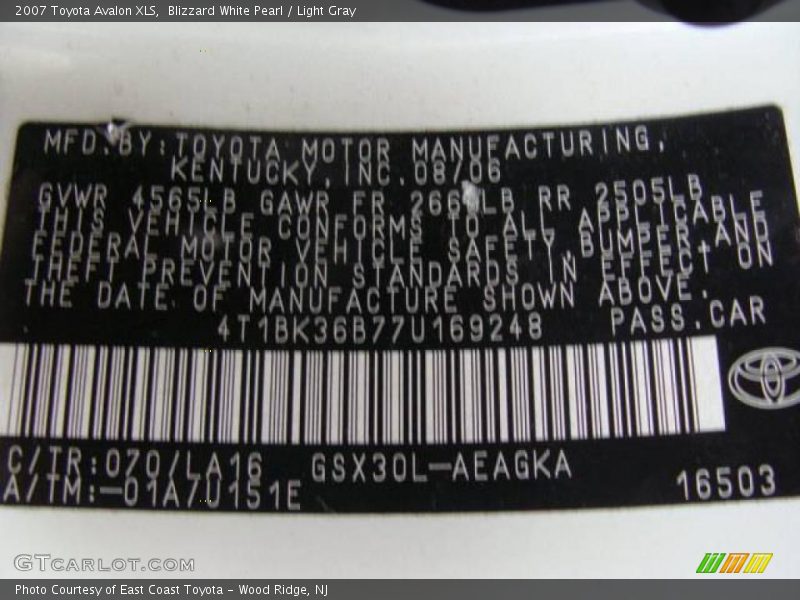 2007 Toyota Avalon XLS,  Blizzard White Pearl / Light Gray
MFD.BY:TOYOTA MOTOR MANUFACTURING,
KENTUCKY,INC.08/06
GVWR 4565LB GAWR FR LB RR 2505LB
THIS VEHICLE CONFORMS TO ALL APPLICABLE
FEDERAL MOTOR VEHICLE SAFETY,BUMPER,AND
THEFT PREVENTION STANDARDS IN EFFECT ON
THE DATE OF MANUFACTURE SHOWN ABOVE.
4T1BK36B77U169248 PASS.CAR
C/TR:070/LA16 GSX30L-AEAGKA
A/TM:-01A/U151E 16503
GTCARLOT.COM
Photo Courtesy of East Coast Toyota - Wood Ridge, NJ